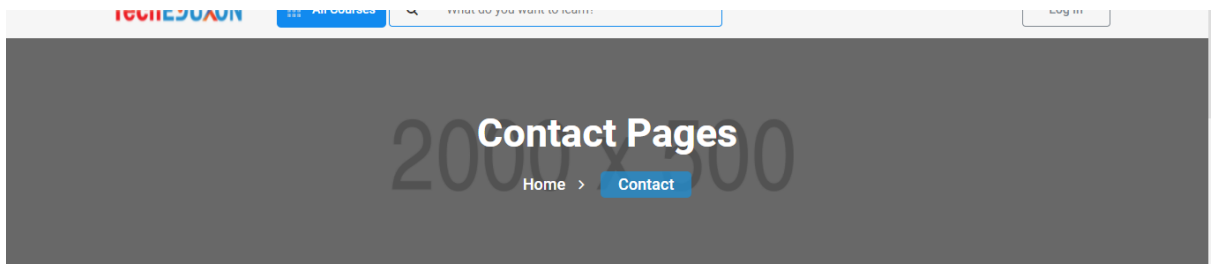 All Courses What do you want to learn? Log in
2000 x 500
Contact Pages
Home > Contact